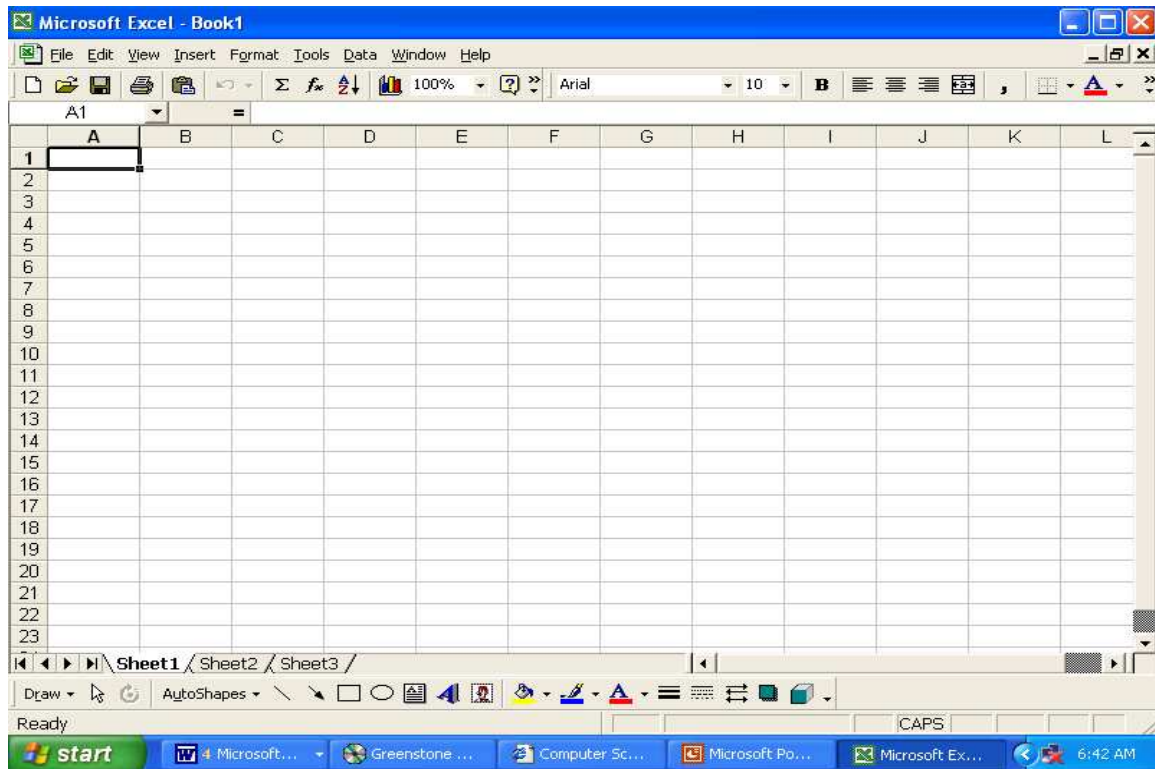 Microsoft Excel - Book1
File Edit View Insert Format Tools Data Window Help
Σ fx 100% Arial 10 B ,  A
A1 =
A B C D E F G H I J K L
1
2
3
4
5
6
7
8
9
10
11
12
13
14
15
16
17
18
19
20
21
22
23
Sheet1 Sheet2 Sheet3
Draw AutoShapes A A
Ready CAPS
start 4 Microsoft... Greenstone ... Computer Sc... Microsoft Po... Microsoft Ex... 6:42 AM